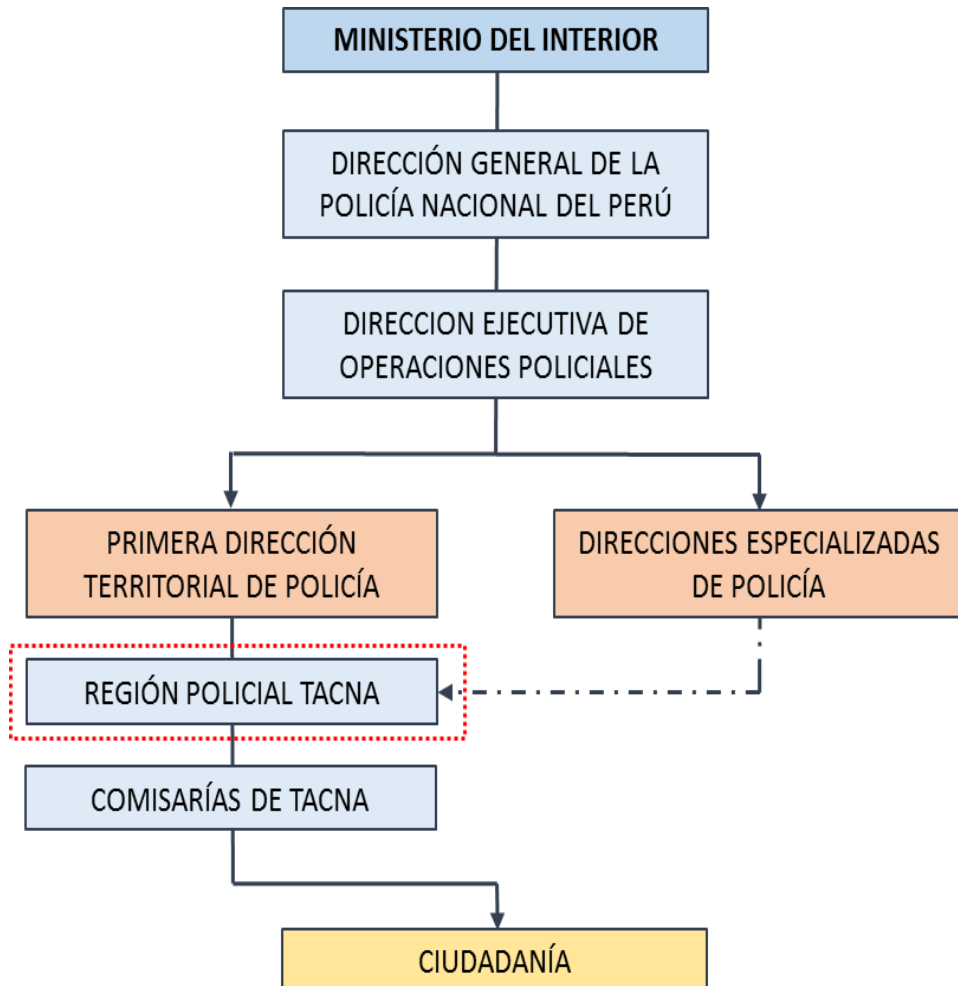 MINISTERIO DEL INTERIOR
DIRECCIÓN GENERAL DE LA
POLICÍA NACIONAL DEL PERÚ
DIRECCION EJECUTIVA DE
OPERACIONES POLICIALES
PRIMERA DIRECCIÓN
TERRITORIAL DE POLICÍA
DIRECCIONES ESPECIALIZADAS
DE POLICÍA
REGIÓN POLICIAL TACNA
COMISARÍAS DE TACNA
CIUDADANÍA